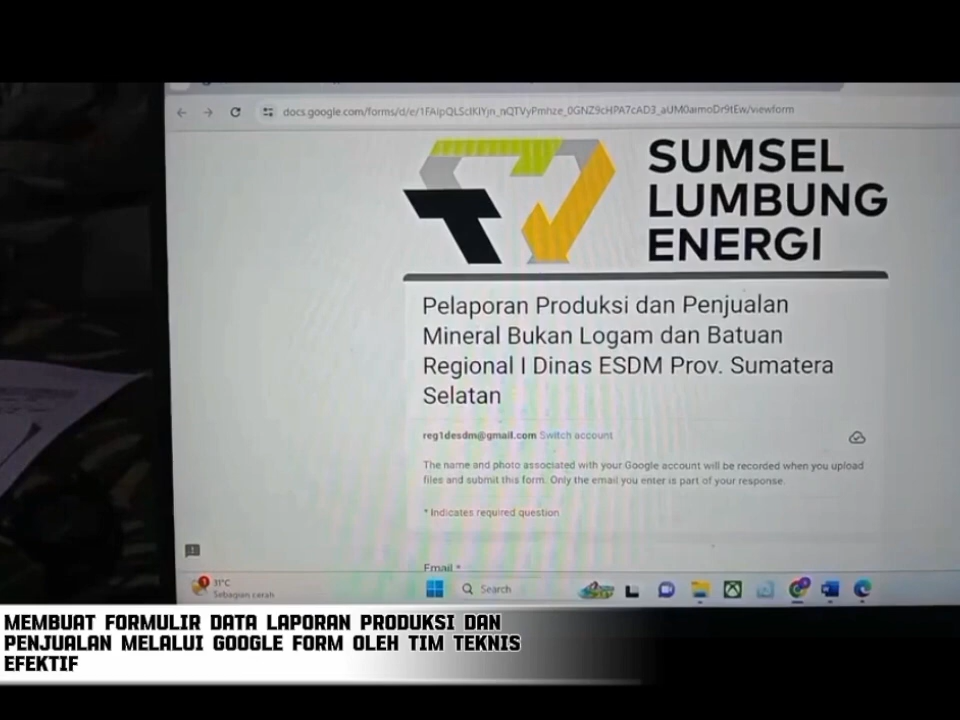 docs.google.com/forms/d/e/1FAIpQLScIKIYjn_nQTVyPmhze_0GNZ9cHPA7cAD3_aUM0aimoDr9tEw/viewform
SUMSEL
LUMBUNG
ENERGI
Pelaporan Produksi dan Penjualan
Mineral Bukan Logam dan Batuan
Regional I Dinas ESDM Prov. Sumatera
Selatan
reg1desdm@gmail.com Switch account
The name and photo associated with your Google account will be recorded when you upload
files and submit this form. Only the email you enter is part of your response.
* Indicates required question
Email *
1
31°C
Sebagian cerah
Search
MEMBUAT FORMULIR DATA LAPORAN PRODUKSI DAN
PENJUALAN MELALUI GOOGLE FORM OLEH TIM TEKNIS
EFEKTIF